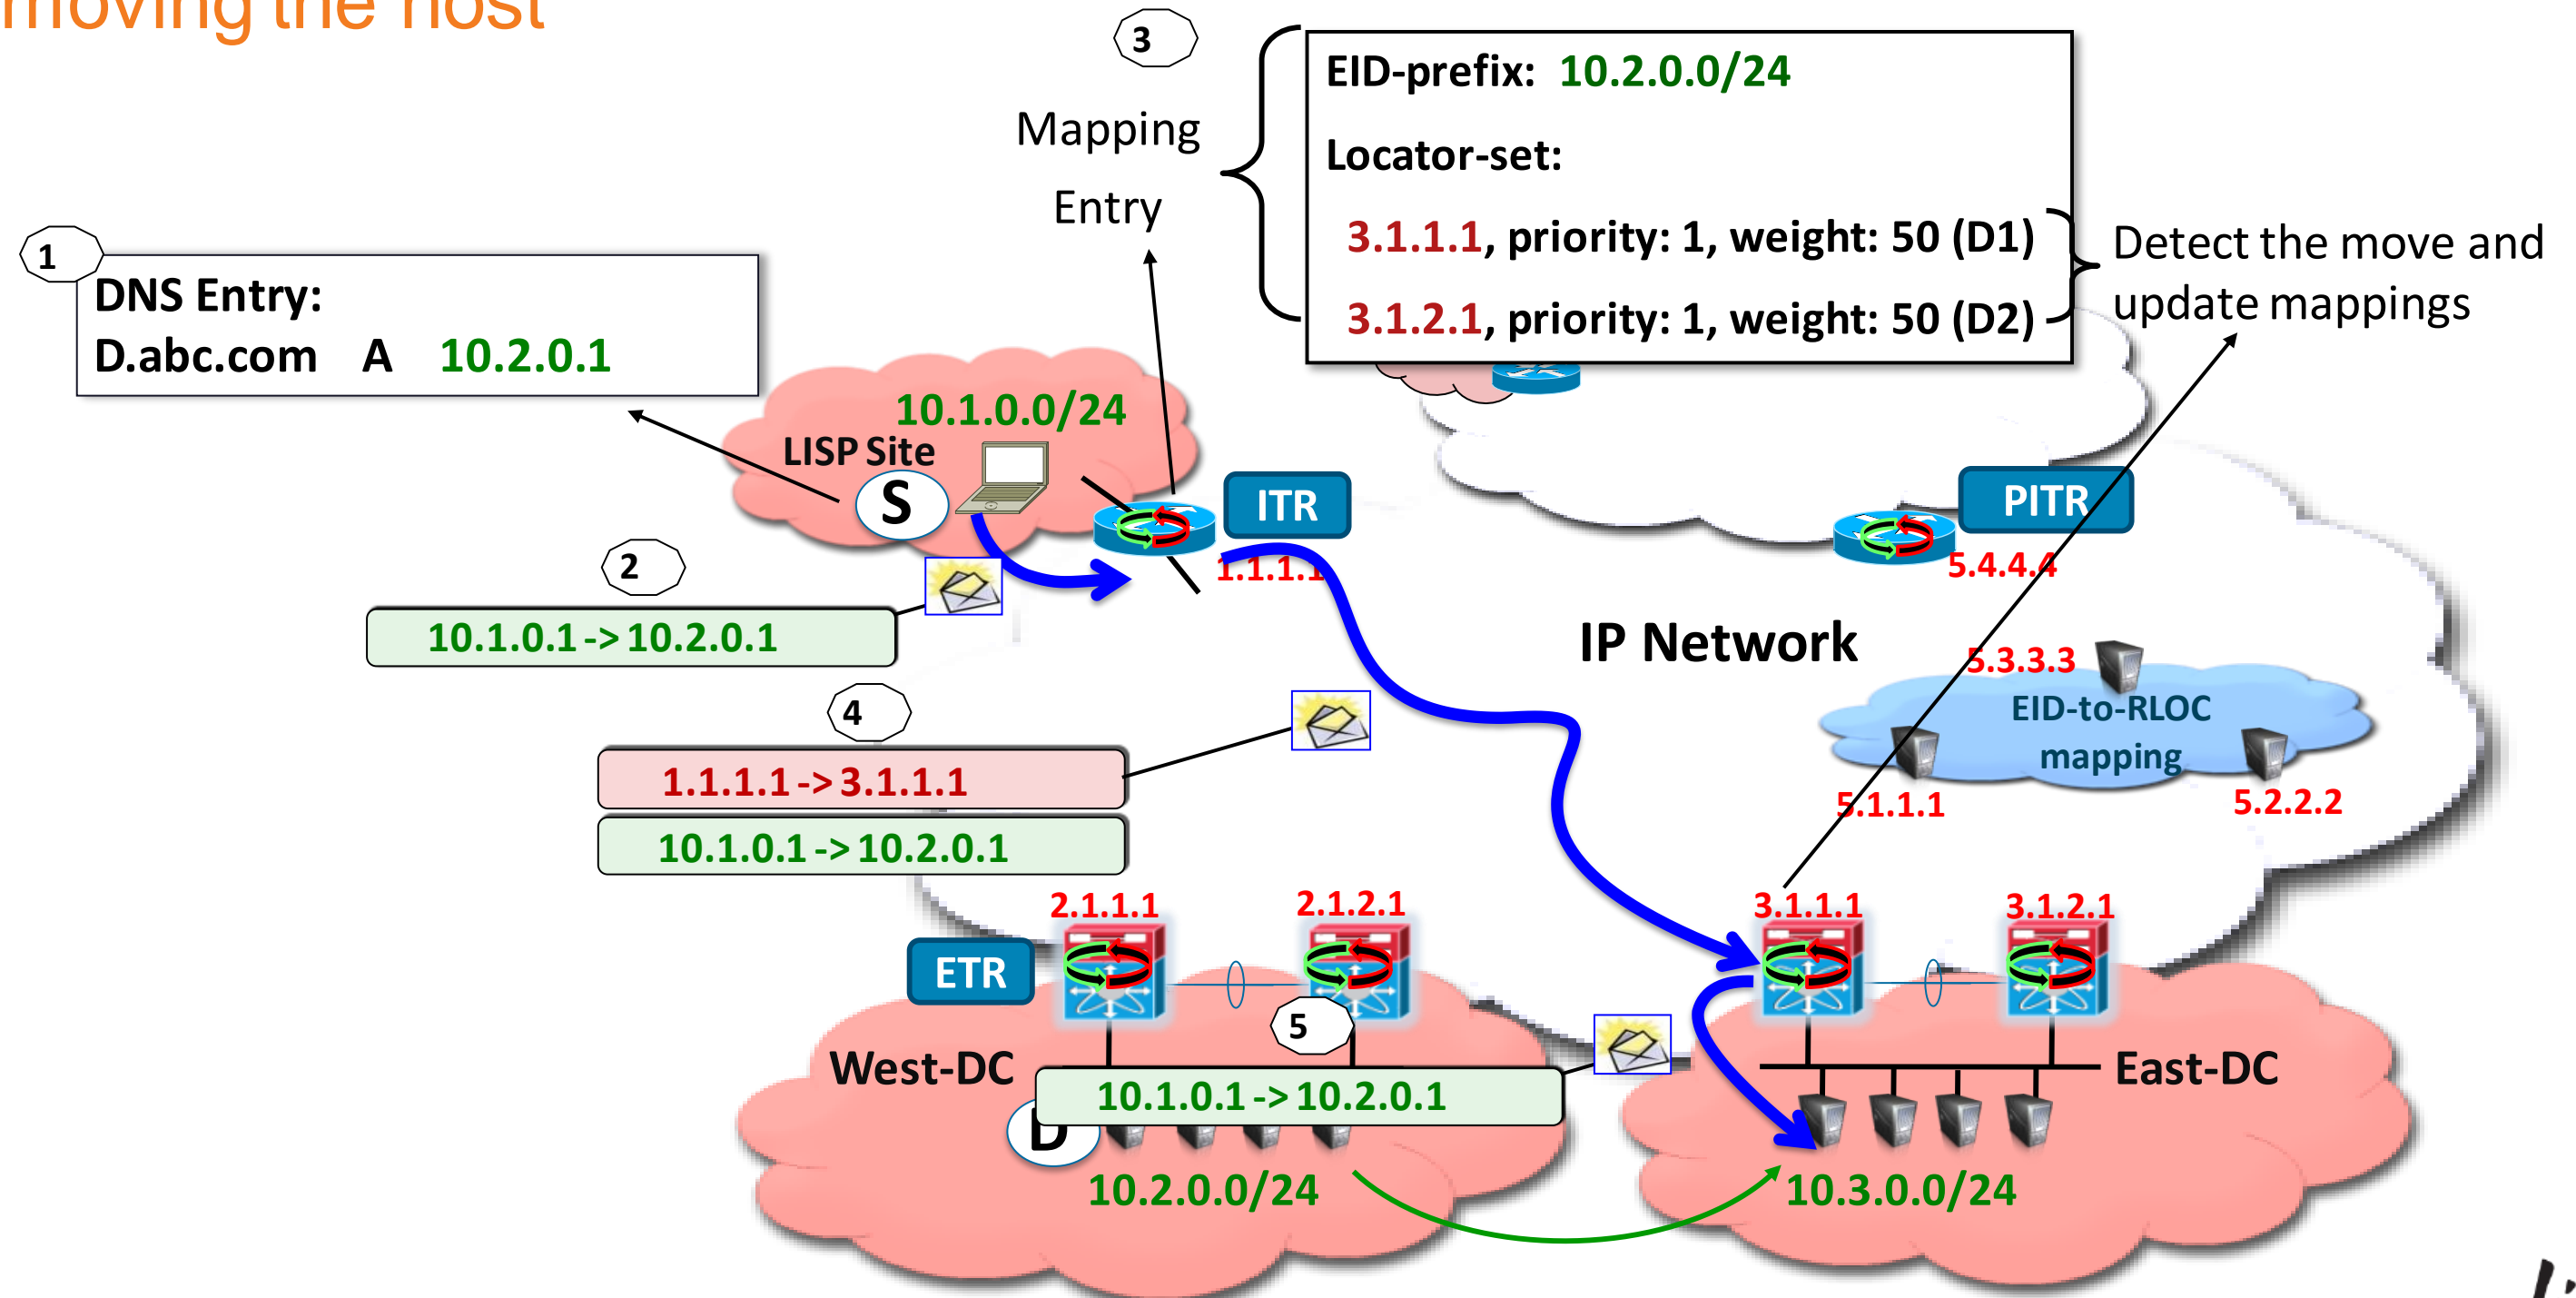 moving the host
3
EID-prefix: 10.2.0.0/24
Mapping
Entry
Locator-set:
3.1.1.1, priority: 1, weight: 50 (D1)
3.1.2.1, priority: 1, weight: 50 (D2)
Detect the move and
update mappings
1
DNS Entry:
D.abc.com A 10.2.0.1
10.1.0.0/24
LISP Site
S
ITR
1.1.1.1
PITR
5.4.4.4
2
10.1.0.1 -> 10.2.0.1
IP Network
5.3.3.3
EID-to-RLOC
mapping
5.1.1.1
5.2.2.2
4
1.1.1.1 -> 3.1.1.1
10.1.0.1 -> 10.2.0.1
2.1.1.1
2.1.2.1
3.1.1.1
3.1.2.1
ETR
5
West-DC
East-DC
10.1.0.1 -> 10.2.0.1
D
10.2.0.0/24
10.3.0.0/24